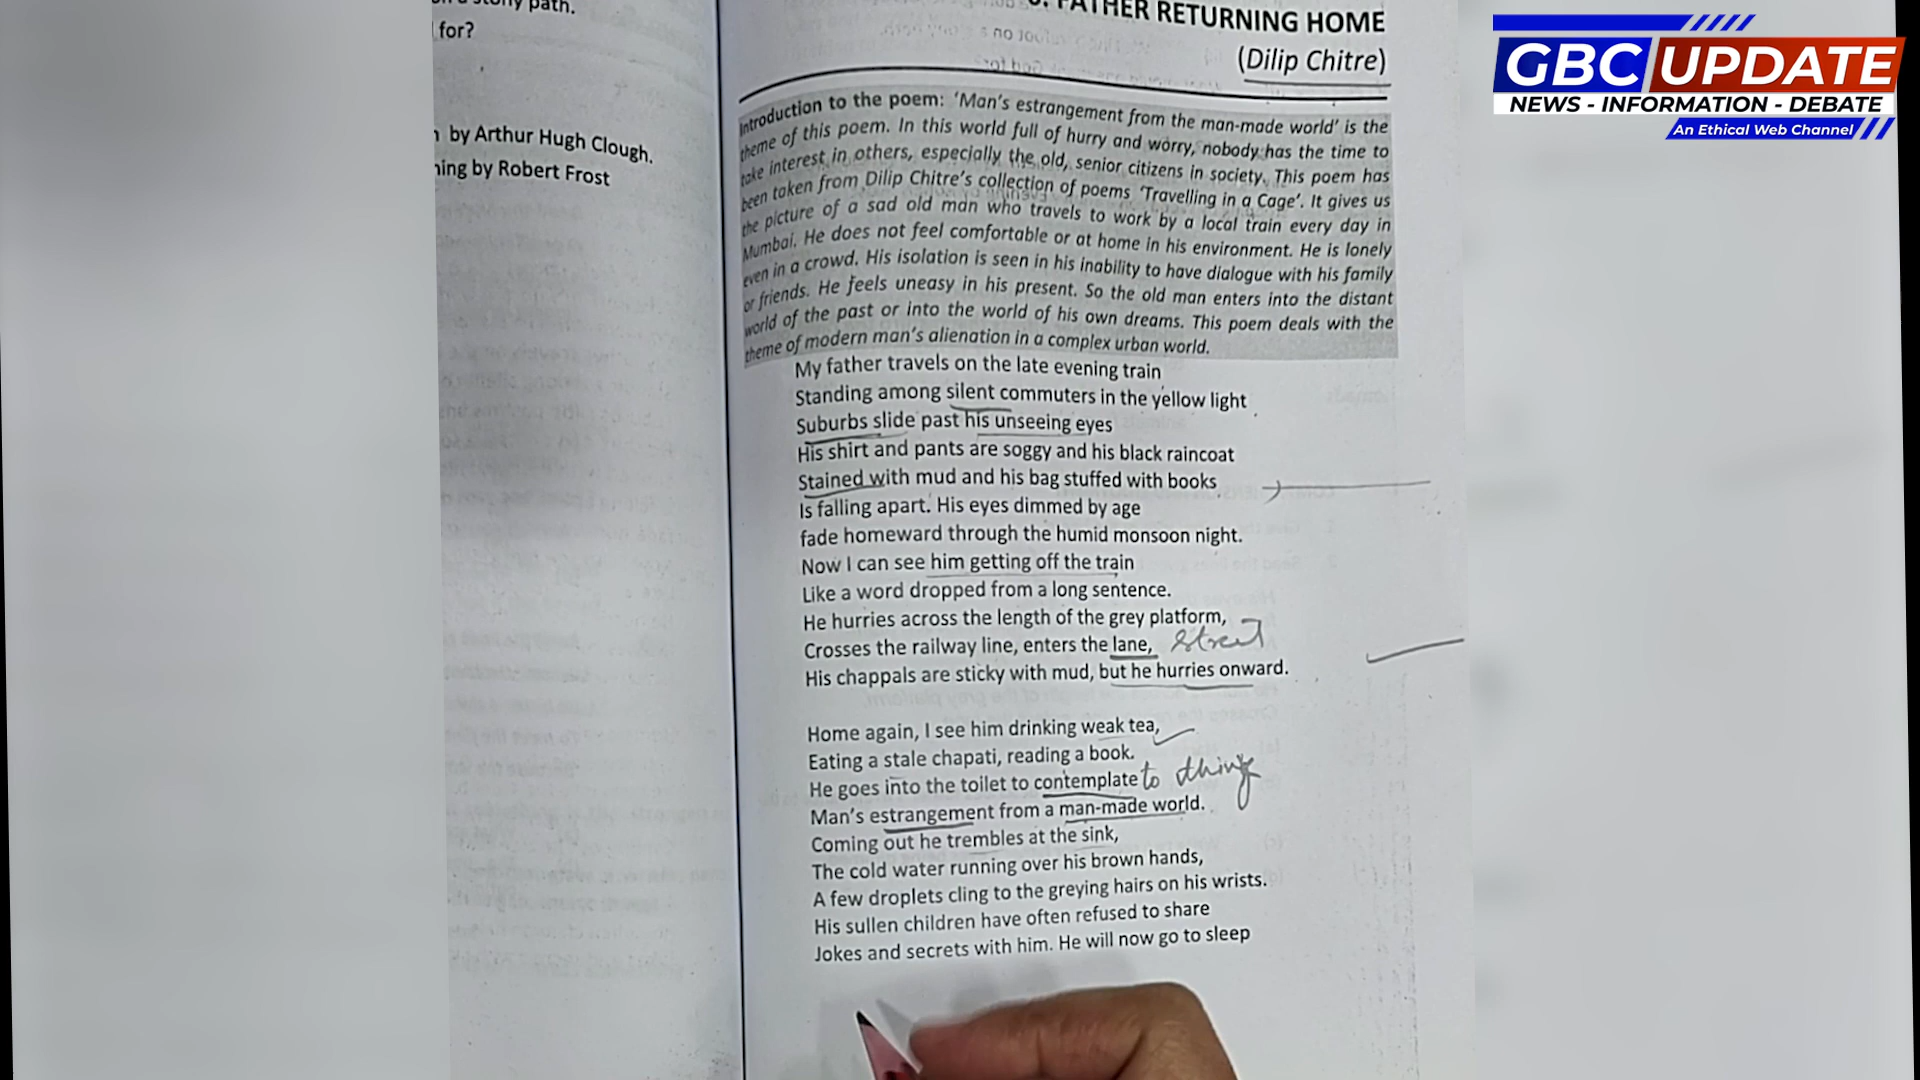 stony path.
for?
by Arthur Hugh Clough.
by Robert Frost
FATHER RETURNING HOME
(Dilip Chitre)
Introduction to the poem: ‘Man’s estrangement from the man-made world’ is the
theme of this poem. In this world full of hurry and worry, nobody has the time to
take interest in others, especially the old, senior citizens in society. This poem has
been taken from Dilip Chitre’s collection of poems ‘Travelling in a Cage’. It gives us
the picture of a sad old man who travels to work by a local train every day in
Mumbai. He does not feel comfortable or at home in his environment. He is lonely
even in a crowd. His isolation is seen in his inability to have dialogue with his family
or friends. He feels uneasy in his present. So the old man enters into the distant
world of the past or into the world of his own dreams. This poem deals with the
theme of modern man’s alienation in a complex urban world.
My father travels on the late evening train
Standing among silent commuters in the yellow light
Suburbs slide past his unseeing eyes
His shirt and pants are soggy and his black raincoat
Stained with mud and his bag stuffed with books
Is falling apart. His eyes dimmed by age
fade homeward through the humid monsoon night.
Now I can see him getting off the train
Like a word dropped from a long sentence.
He hurries across the length of the grey platform,
Crosses the railway line, enters the lane,
His chappals are sticky with mud, but he hurries onward.
Home again, I see him drinking weak tea,
Eating a stale chapati, reading a book.
He goes into the toilet to contemplate to
Man’s estrangement from a man-made world.
Coming out he trembles at the sink,
The cold water running over his brown hands,
A few droplets cling to the greying hairs on his wrists.
His sullen children have often refused to share
Jokes and secrets with him. He will now go to sleep
GBC UPDATE
NEWS - INFORMATION - DEBATE
An Ethical Web Channel